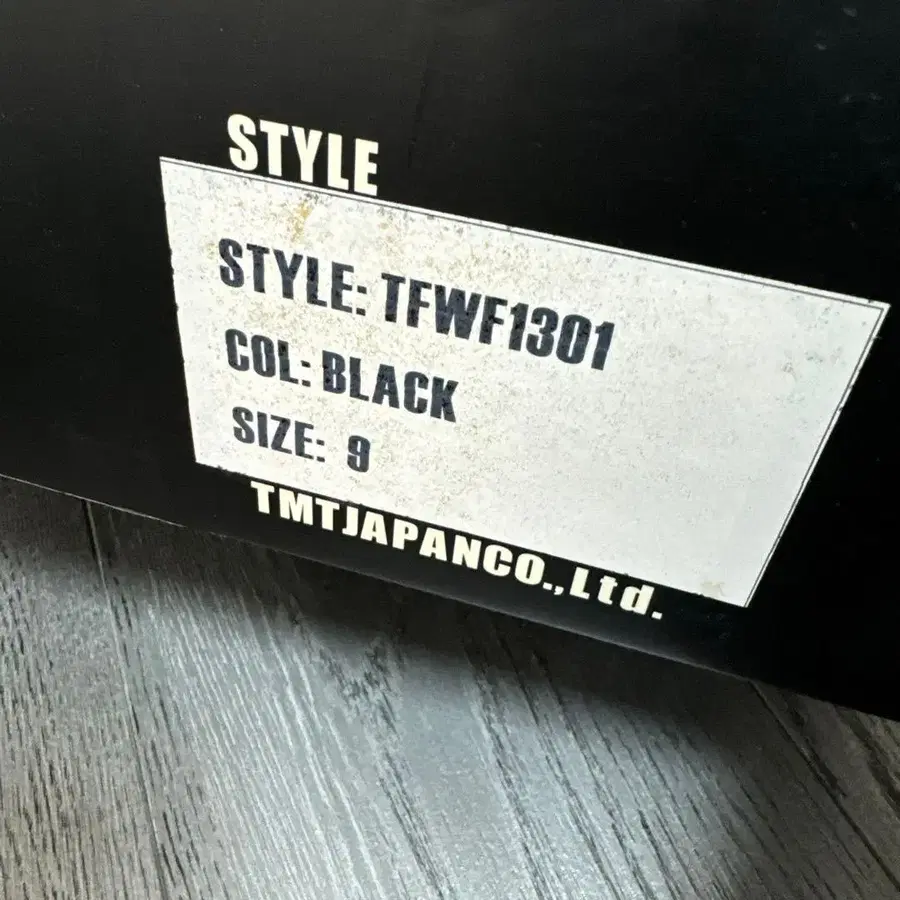 STYLE
STYLE: TFWF1301
COL: BLACK
SIZE: 9
TMTJAPANCO.,Ltd.